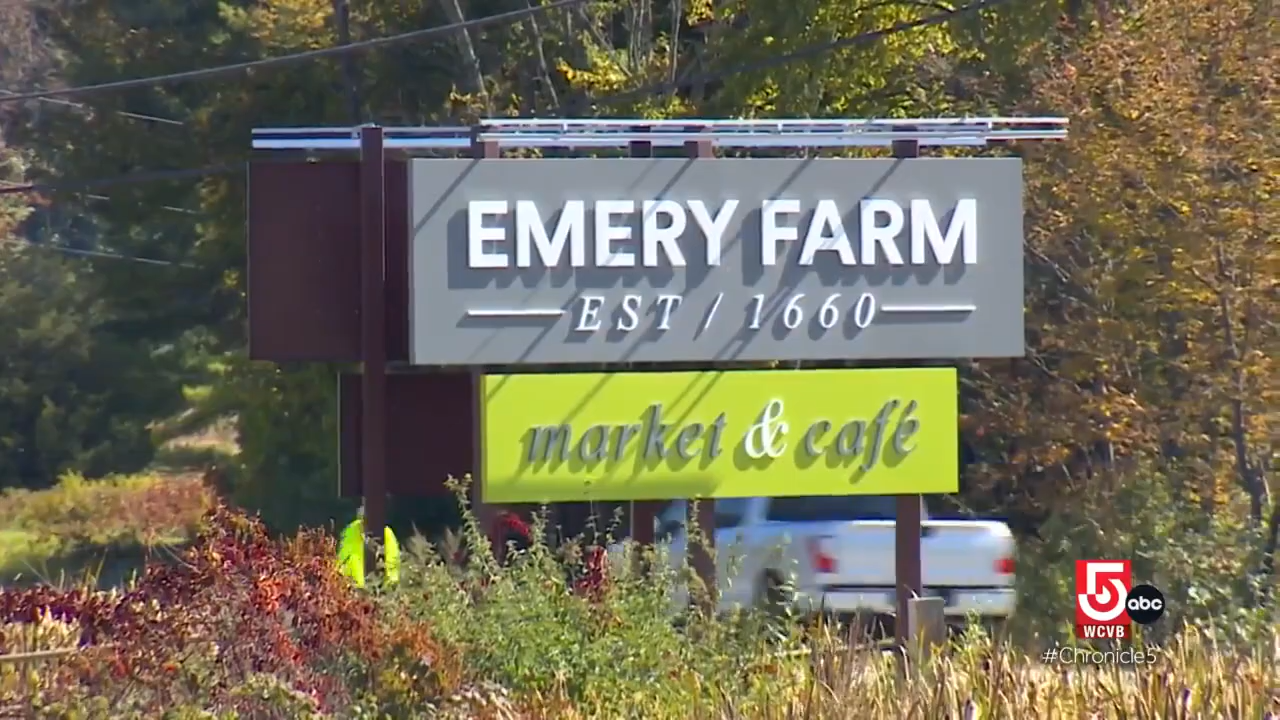 EMERY FARM
EST / 1660
market & café
5 abc
WCVB
#Chronicle5